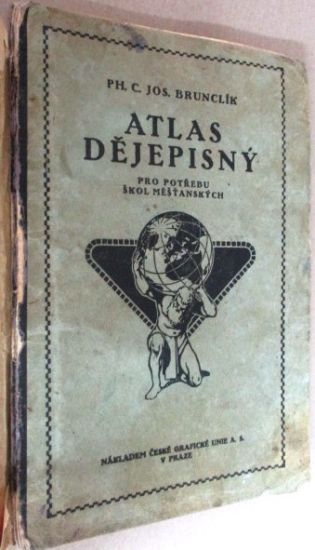 PH. C. JOS. BRUNCLÍK
ATLAS
DĚJEPISNÝ
PRO POTŘEBU
ŠKOL MĚŠŤANSKÝCH
NÁKLADEM ČESKÉ GRAFICKÉ UNIE A. S.
V PRAZE